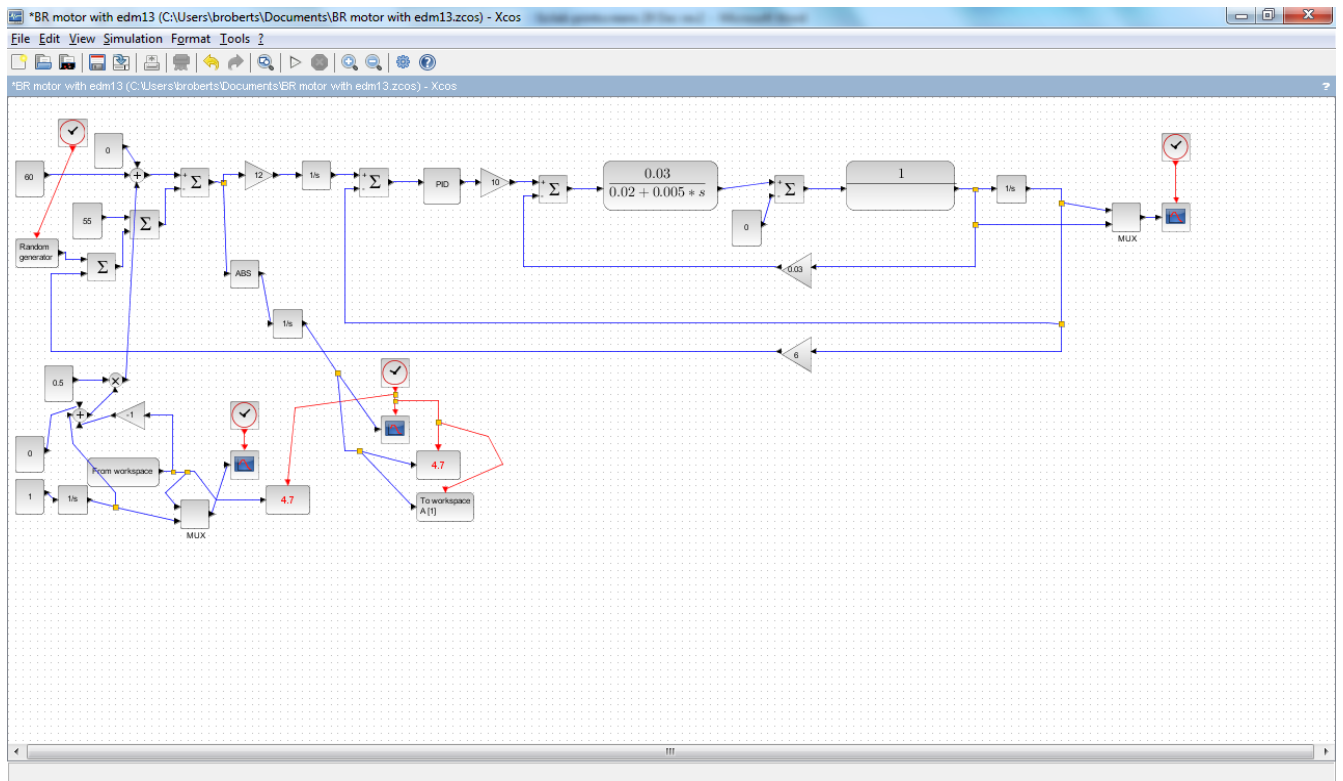 *BR motor with edm13 (C:\Users\broberts\Documents\BR motor with edm13.zcos) - Xcos
File Edit View Simulation Format Tools ?
*BR motor with edm13 (C:\Users\broberts\Documents\BR motor with edm13.zcos) - Xcos
?
0
60
+
+
-
Σ
12
1/s
+
-
Σ
PID
10
+
-
Σ
0.03
0.02 + 0.005 * s
+
-
Σ
1
1/s
55
Σ
0
MUX
Random
generator
Σ
ABS
0.03
1/s
6
0.5
×
+
-1
0
From workspace
4.7
1
1/s
4.7
To workspace
A [1]
MUX